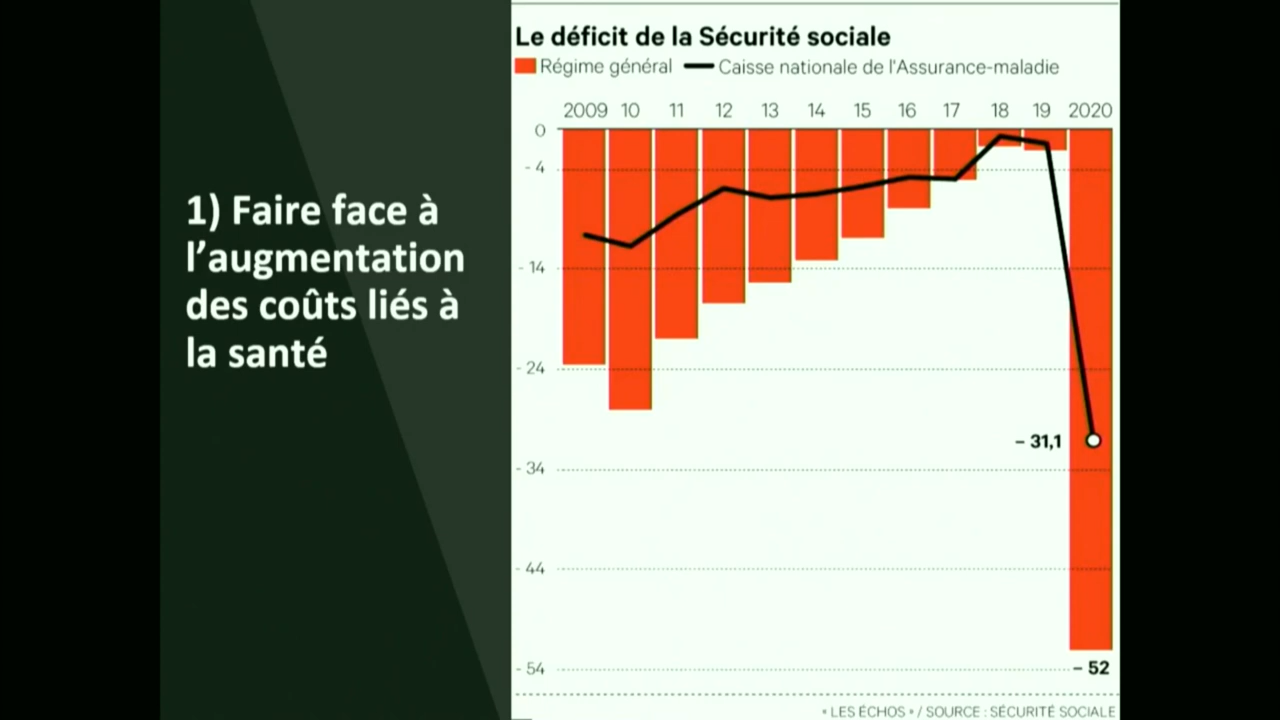 1) Faire face à
l’augmentation
des coûts liés à
la santé
Le déficit de la Sécurité sociale
Régime général Caisse nationale de l'Assurance-maladie
2009 10 11 12 13 14 15 16 17 18 19 2020
0
- 4
- 14
- 24
- 31,1
- 34
- 44
- 54
- 52
« LES ÉCHOS » / SOURCE : SÉCURITÉ SOCIALE